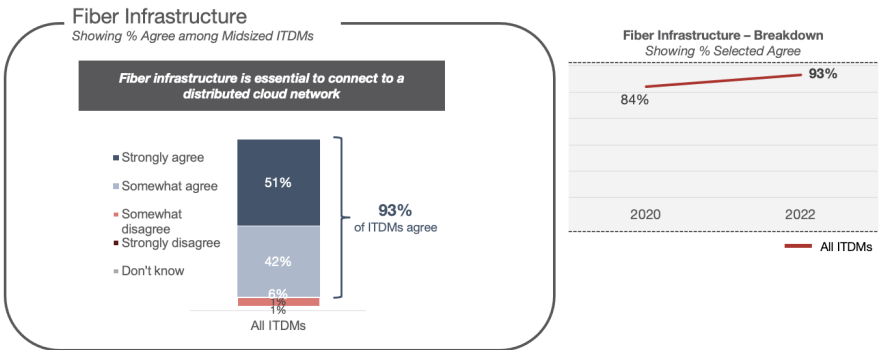 Fiber Infrastructure
Showing % Agree among Midsized ITDMs
Fiber infrastructure is essential to connect to a
distributed cloud network
Strongly agree
Somewhat agree
Somewhat
disagree
Strongly disagree
Don't know
51%
42%
6%
1%
1%
All ITDMs
93%
of ITDMs agree
Fiber Infrastructure – Breakdown
Showing % Selected Agree
84%
93%
2020
2022
All ITDMs